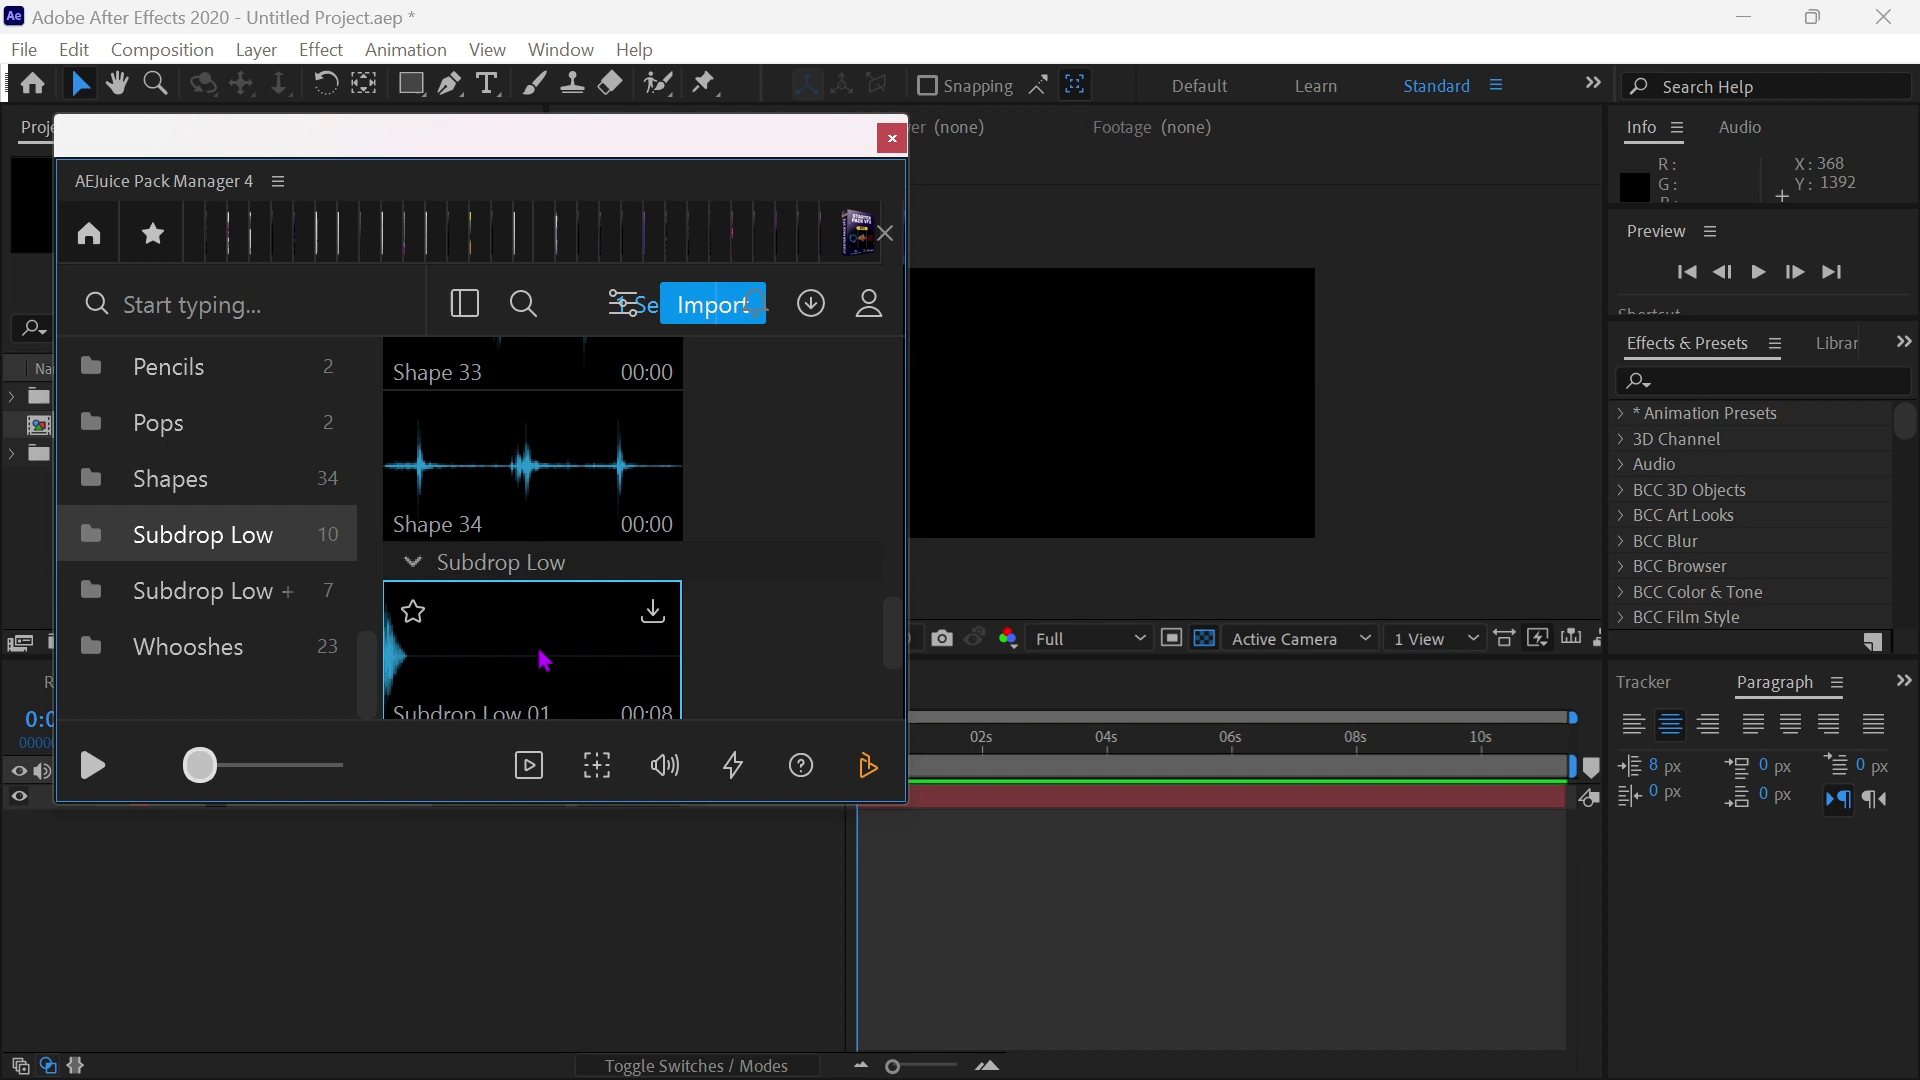 Ae Adobe After Effects 2020 - Untitled Project.aep *
File Edit Composition Layer Effect Animation View Window Help
Snapping Default Learn Standard Search Help
(none) Footage (none) Info Audio
AEJuice Pack Manager 4
R: X: 368
G: Y: 1392
Preview
Start typing...
Import
Effects & Presets
Pencils 2
Shape 33 00:00
Pops 2
Shapes 34
Shape 34 00:00
Subdrop Low 10
Subdrop Low
Subdrop Low + 7
Whooshes 23
Subdrop Low 01 00:08
* Animation Presets
3D Channel
Audio
BCC 3D Objects
BCC Art Looks
BCC Blur
BCC Browser
BCC Color & Tone
BCC Film Style
Full Active Camera 1 View
Tracker Paragraph
02s 04s 06s 08s 10s
8 px 0 px 0 px
0 px 0 px
Toggle Switches / Modes